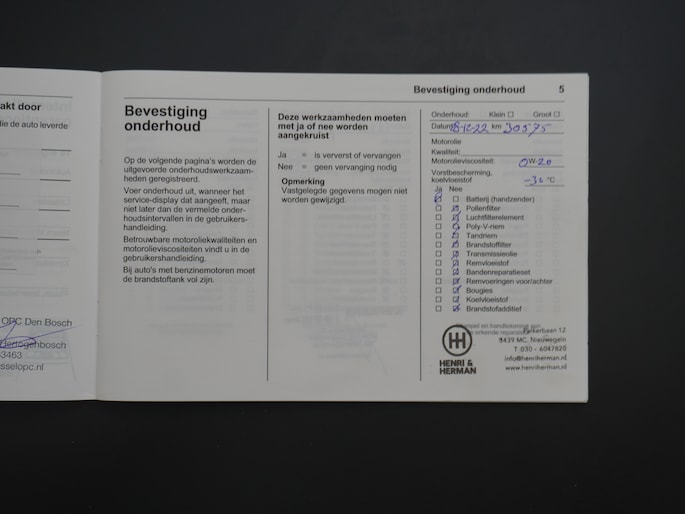 akt door
die de auto leverde
OPC Den Bosch
3463
sselopc.nl
Bevestiging onderhoud 5
Bevestiging
onderhoud
Op de volgende pagina's worden de
uitgevoerde onderhoudswerkzaam-
heden geregistreerd.
Voer onderhoud uit, wanneer het
service-display dat aangeeft, maar
niet later dan de vermelde onder-
houdsintervallen in de gebruikers-
handleiding.
Betrouwbare motoroliekwaliteiten en
motorolieviscositeiten vindt u in de
gebruikershandleiding.
Bij auto's met benzinemotoren moet
de brandstoftank vol zijn.
Deze werkzaamheden moeten
met ja of nee worden
aangekruist
Ja = is ververst of vervangen
Nee = geen vervanging nodig
Opmerking
Vastgelegde gegevens mogen niet
worden gewijzigd.
Onderhoud: Klein Groot
Datum 8-12-22 km 30575
Motorolie
Kwaliteit:
Motorolieviscositeit: 0W-20
Vorstbescherming,
koelvloeistof -36 °C
Ja Nee
Batterij (handzender)
Pollenfilter
Luchtfilterelement
Poly-V-riem
Tandriem
Brandstoffilter
Transmissieolie
Remvloeistof
Bandenreparatieset
Remvoeringen voor/achter
Bougies
Koelvloeistof
Brandstofadditief
Parkerbaan 12
3439 MC, Nieuwegein
T 030 - 6047820
info@henriherman.nl
www.henriherman.nl
HENRI &
HERMAN